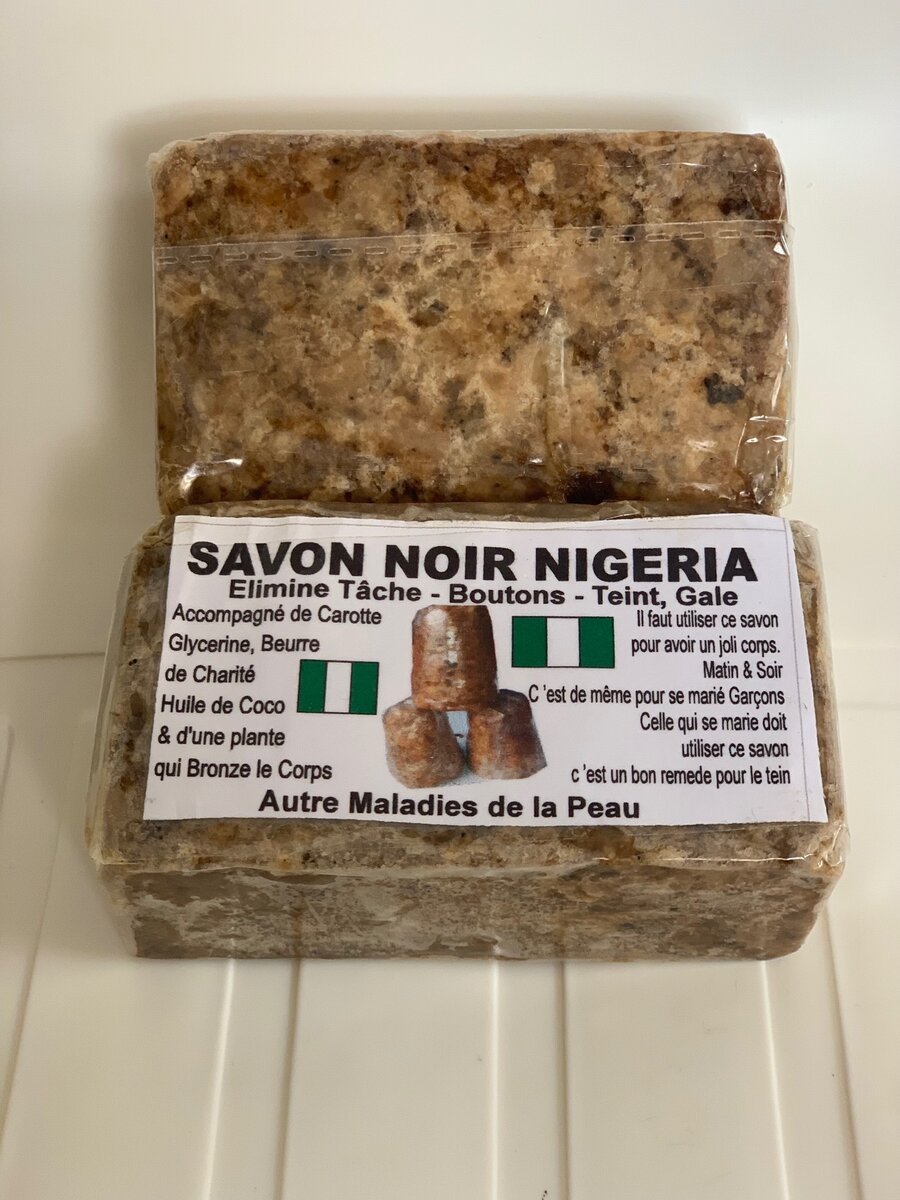 SAVON NOIR NIGERIA
Elimine Tâche - Boutons - Teint, Gale
Accompagné de Carotte
Glycerine, Beurre
de Charité
Huile de Coco
& d'une plante
qui Bronze le Corps
Il faut utiliser ce savon
pour avoir un joli corps.
Matin & Soir
C 'est de même pour se marié Garçons
Celle qui se marie doit
utiliser ce savon
c 'est un bon remede pour le tein
Autre Maladies de la Peau